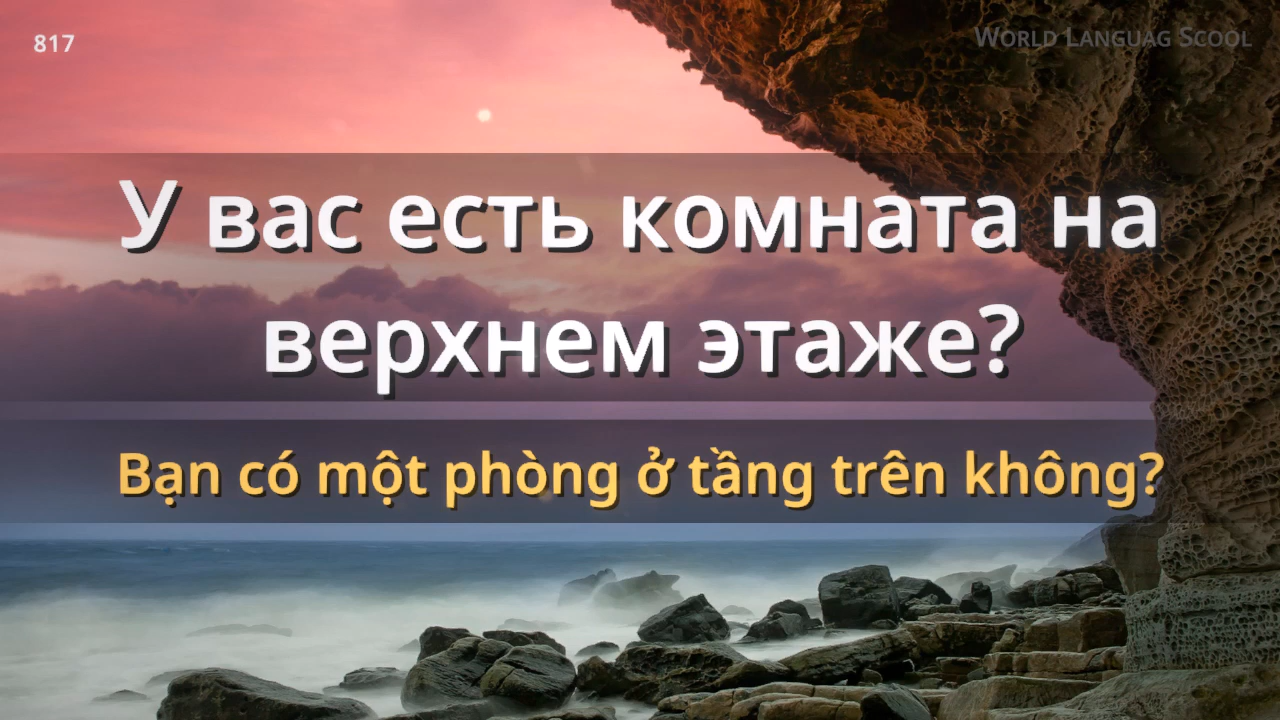 817
World Languag Scool
У вас есть комната на
верхнем этаже?
Bạn có một phòng ở tầng trên không?